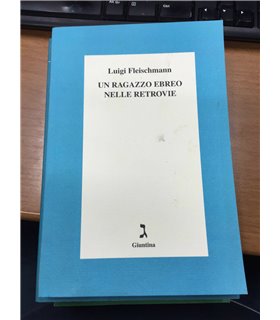 Luigi Fleischmann
UN RAGAZZO EBREO
NELLE RETROVIE
ג
Giuntina